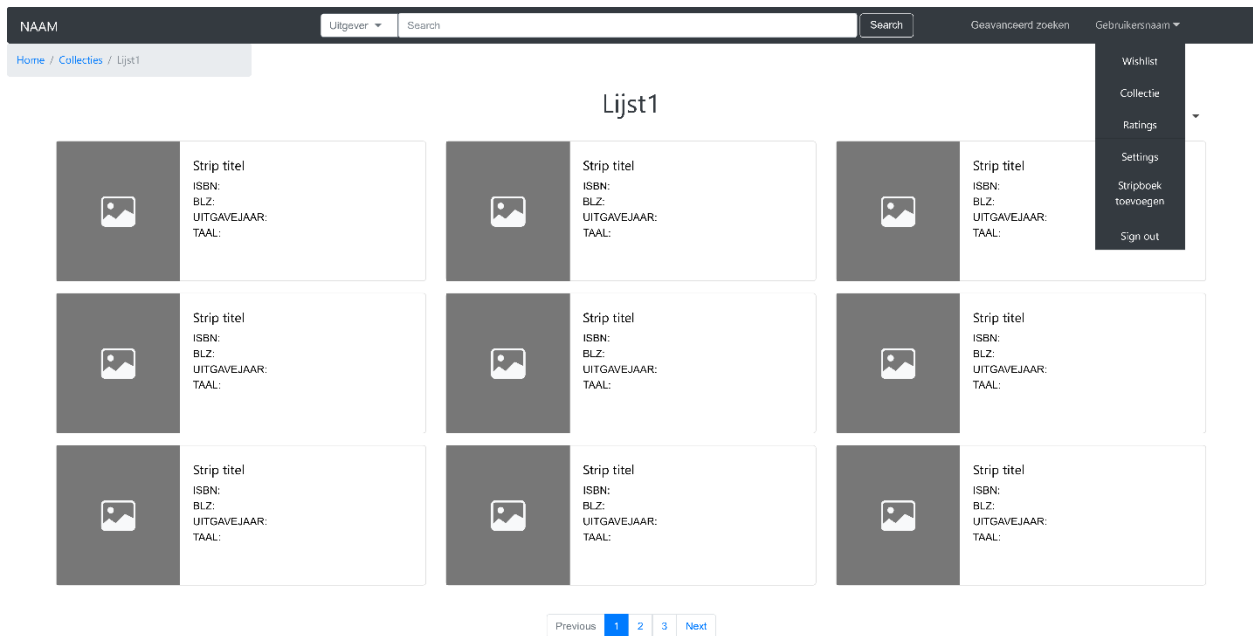 NAAM
Uitgever
Search
Search
Geavanceerd zoeken
Gebruikersnaam
Home / Collecties / Lijst1
Wishlist
Collectie
Ratings
Settings
Stripboek
toevoegen
Sign out
Lijst1
Strip titel
ISBN:
BLZ:
UITGAVEJAAR:
TAAL:
Strip titel
ISBN:
BLZ:
UITGAVEJAAR:
TAAL:
Strip titel
ISBN:
BLZ:
UITGAVEJAAR:
TAAL:
Strip titel
ISBN:
BLZ:
UITGAVEJAAR:
TAAL:
Strip titel
ISBN:
BLZ:
UITGAVEJAAR:
TAAL:
Strip titel
ISBN:
BLZ:
UITGAVEJAAR:
TAAL:
Strip titel
ISBN:
BLZ:
UITGAVEJAAR:
TAAL:
Strip titel
ISBN:
BLZ:
UITGAVEJAAR:
TAAL:
Strip titel
ISBN:
BLZ:
UITGAVEJAAR:
TAAL:
Previous 1 2 3 Next